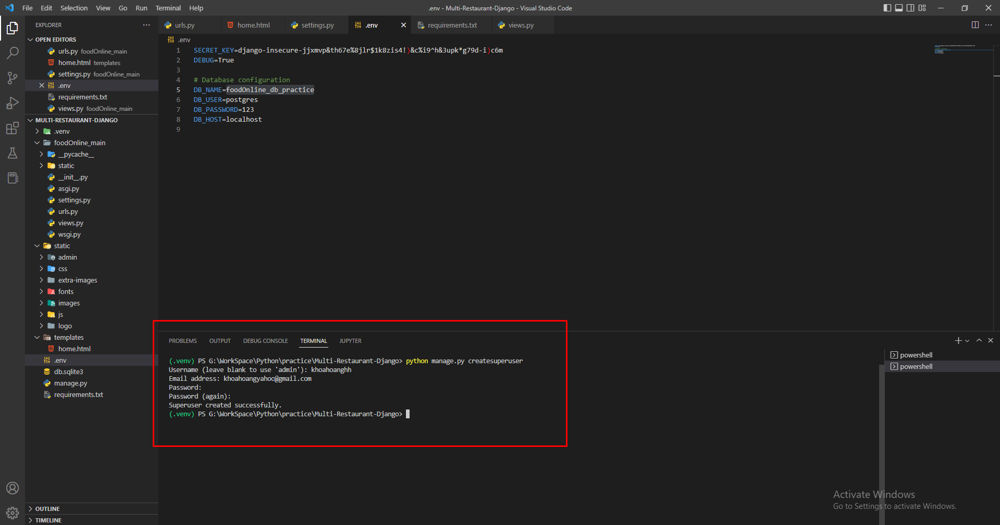 File Edit Selection View Go Run Terminal Help
.env - Multi-Restaurant-Django - Visual Studio Code
EXPLORER
OPEN EDITORS
urls.py foodOnline_main
home.html templates
settings.py foodOnline_main
.env
requirements.txt
views.py foodOnline_main
MULTI-RESTAURANT-DJANGO
.venv
foodOnline_main
__pycache__
static
__init__.py
asgi.py
settings.py
urls.py
views.py
wsgi.py
static
admin
css
extra-images
fonts
images
js
logo
templates
home.html
.env
db.sqlite3
manage.py
requirements.txt
OUTLINE
TIMELINE
urls.py home.html settings.py .env requirements.txt views.py
.env
1 SECRET_KEY=django-insecure-jjxmvp&th67e%8jlr$1k8zis4!)&c%i9^h&3upk*g79d-i)c6m
2 DEBUG=True
3
4 # Database configuration
5 DB_NAME=foodOnline_db_practice
6 DB_USER=postgres
7 DB_PASSWORD=123
8 DB_HOST=localhost
9
PROBLEMS OUTPUT DEBUG CONSOLE TERMINAL JUPYTER
(.venv) PS G:\WorkSpace\Python\practice\Multi-Restaurant-Django> python manage.py createsuperuser
Username (leave blank to use 'admin'): khoahoanghh
Email address: khoahoangyahoo@gmail.com
Password:
Password (again):
Superuser created successfully.
(.venv) PS G:\WorkSpace\Python\practice\Multi-Restaurant-Django>
powershell
powershell
Activate Windows
Go to Settings to activate Windows.